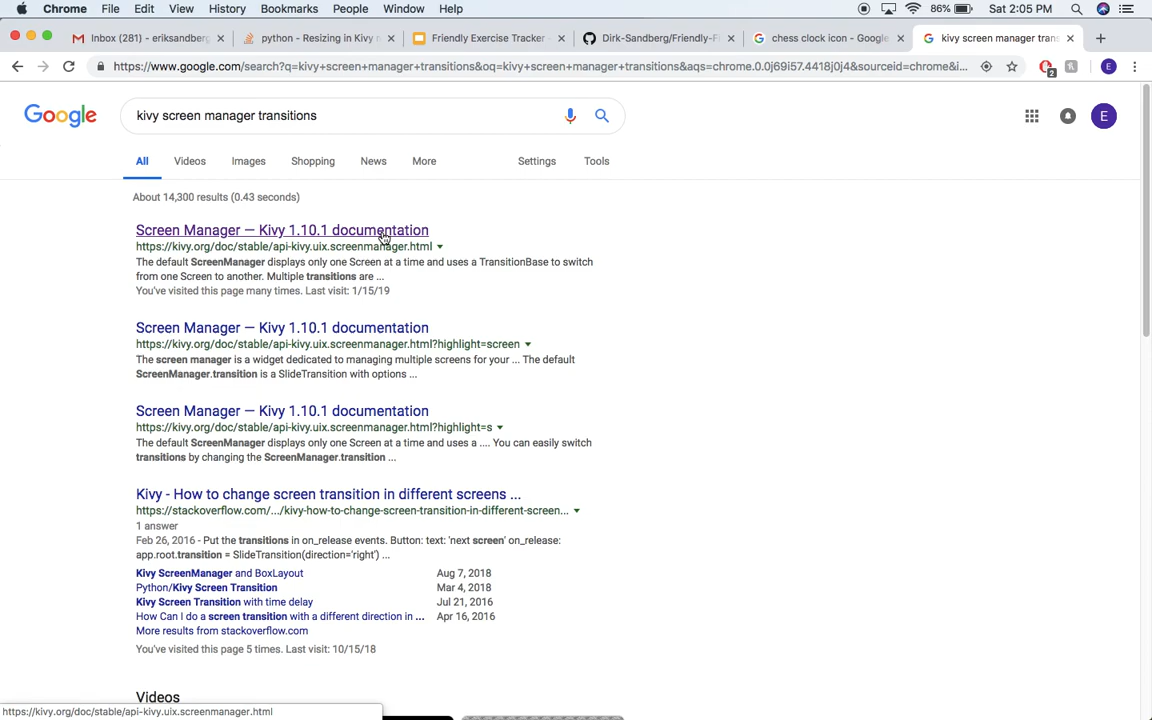 Chrome File Edit View History Bookmarks People Window Help 86% Sat 2:05 PM
Inbox (281) - eriksandberg
python - Resizing in Kivy
Friendly Exercise Tracker
Dirk-Sandberg/Friendly-Fi
chess clock icon - Google
kivy screen manager trans
https://www.google.com/search?q=kivy+screen+manager+transitions&oq=kivy+screen+manager+transitions&aqs=chrome.0.0j69i57.4418j0j4&sourceid=chrome&i...
2
E
Google
kivy screen manager transitions
E
All Videos Images Shopping News More Settings Tools
About 14,300 results (0.43 seconds)
Screen Manager — Kivy 1.10.1 documentation
https://kivy.org/doc/stable/api-kivy.uix.screenmanager.html
The default ScreenManager displays only one Screen at a time and uses a TransitionBase to switch
from one Screen to another. Multiple transitions are ...
You've visited this page many times. Last visit: 1/15/19
Screen Manager — Kivy 1.10.1 documentation
https://kivy.org/doc/stable/api-kivy.uix.screenmanager.html?highlight=screen
The screen manager is a widget dedicated to managing multiple screens for your ... The default
ScreenManager.transition is a SlideTransition with options ...
Screen Manager — Kivy 1.10.1 documentation
https://kivy.org/doc/stable/api-kivy.uix.screenmanager.html?highlight=s
The default ScreenManager displays only one Screen at a time and uses a .... You can easily switch
transitions by changing the ScreenManager.transition ...
Kivy - How to change screen transition in different screens ...
https://stackoverflow.com/.../kivy-how-to-change-screen-transition-in-different-screen...
1 answer
Feb 26, 2016 - Put the transitions in on_release events. Button: text: 'next screen' on_release:
app.root.transition = SlideTransition(direction='right') ...
Kivy ScreenManager and BoxLayout Aug 7, 2018
Python/Kivy Screen Transition Mar 4, 2018
Kivy Screen Transition with time delay Jul 21, 2016
How Can I do a screen transition with a different direction in ... Apr 16, 2016
More results from stackoverflow.com
You've visited this page 5 times. Last visit: 10/15/18
Videos
https://kivy.org/doc/stable/api-kivy.uix.screenmanager.html